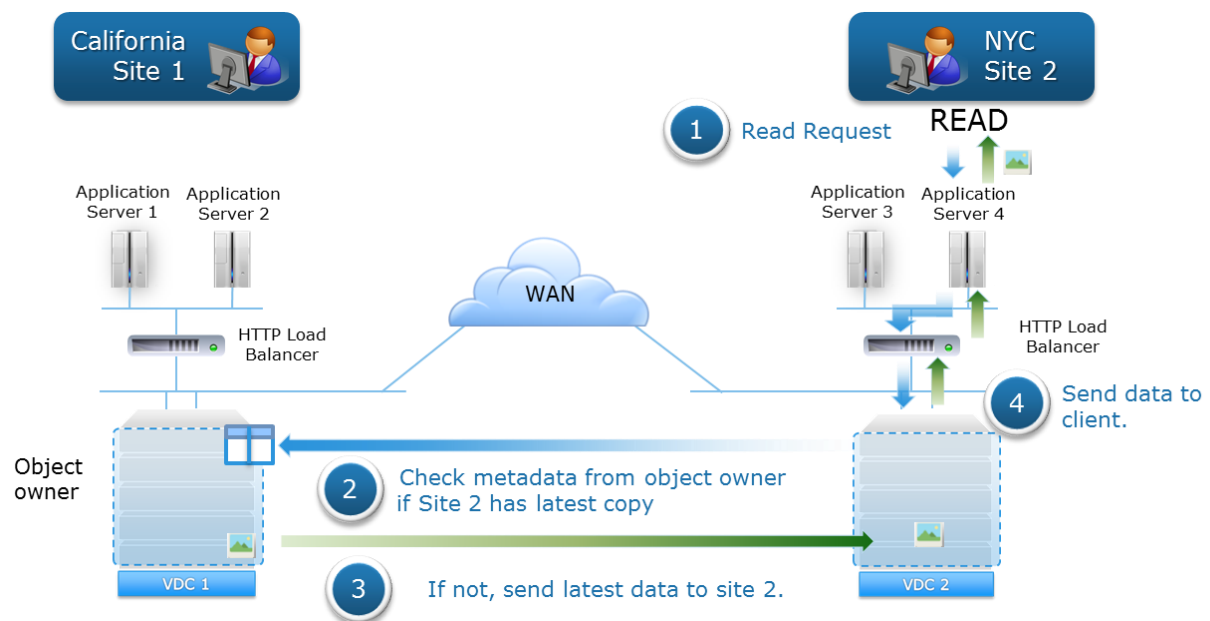 California
Site 1
NYC
Site 2
1
Read Request
READ
Application
Server 1
Application
Server 2
Application
Server 3
Application
Server 4
WAN
HTTP Load
Balancer
HTTP Load
Balancer
4
Send data to
client.
Object
owner
2
Check metadata from object owner
if Site 2 has latest copy
3
If not, send latest data to site 2.
VDC 1
VDC 2